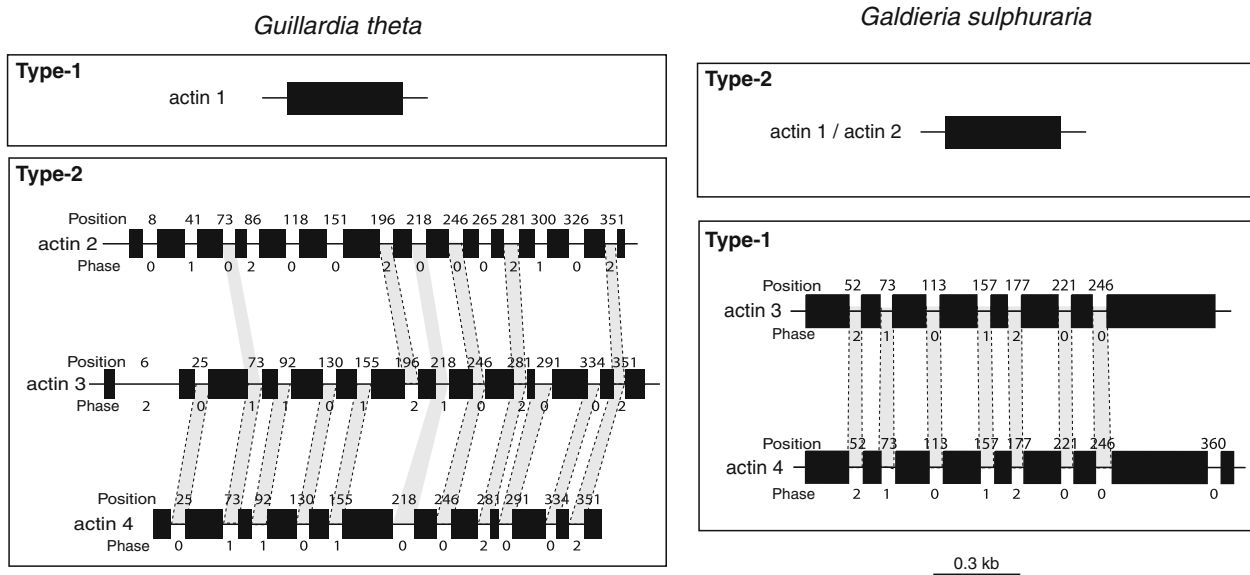 Guillardia theta
Type-1
actin 1
Type-2
Position 8 41 73 86 118 151 196 218 246 265 281 300 326 351
actin 2
Phase 0 1 0 2 0 0 2 0 0 0 2 1 0 2
Position 6 25 73 92 130 155 196 218 246 281 291 334 351
actin 3
Phase 2 0 1 1 0 1 2 1 0 2 0 0 2
Position 25 73 92 130 155 218 246 281 291 334 351
actin 4
Phase 0 1 1 0 1 0 0 2 0 0 2
Galdieria sulphuraria
Type-2
actin 1 / actin 2
Type-1
Position 52 73 113 157 177 221 246
actin 3
Phase 2 1 0 1 2 0 0
Position 52 73 113 157 177 221 246 360
actin 4
Phase 2 1 0 1 2 0 0 0
0.3 kb